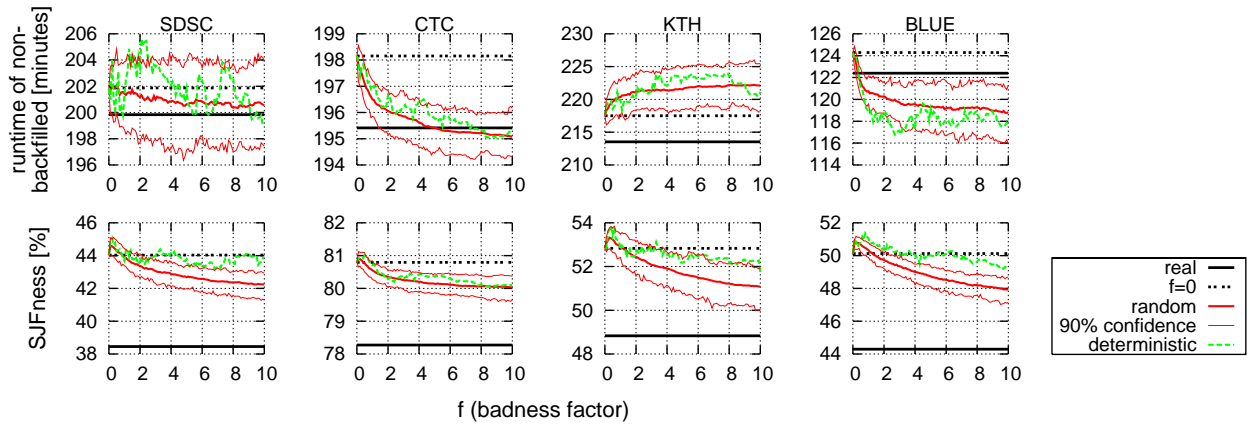 SDSC CTC KTH BLUE
runtime of non-
backfilled [minutes]
206 204 202 200 198 196
0 2 4 6 8 10
199 198 197 196 195 194
0 2 4 6 8 10
225 220 215 210
0 2 4 6 8 10
126 124 122 120 118 116 114
0 2 4 6 8 10
SJFness [%]
46 44 42 40 38
0 2 4 6 8 10
82 81 80 79 78
0 2 4 6 8 10
54 52 50 48
0 2 4 6 8 10
52 50 48 46 44
0 2 4 6 8 10
f (badness factor)
real
f=0
random
90% confidence
deterministic